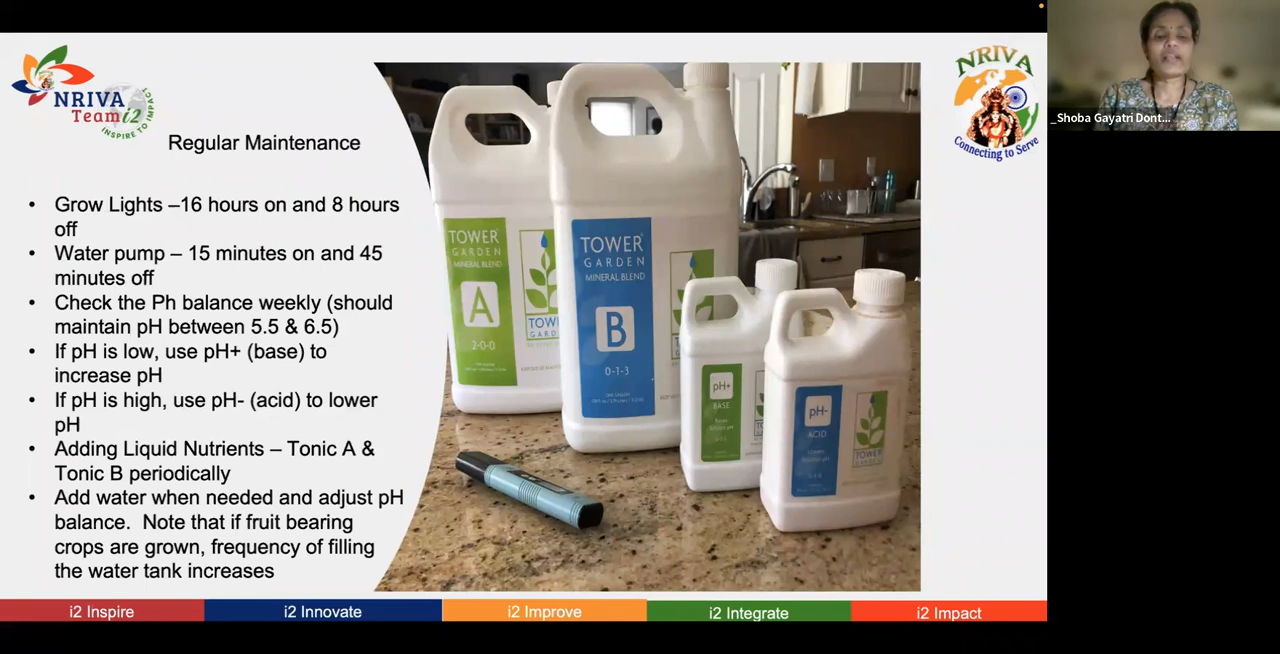 NRIVA
Team i2
INSPIRE TO IMPACT
Regular Maintenance
• Grow Lights –16 hours on and 8 hours
off
• Water pump – 15 minutes on and 45
minutes off
• Check the Ph balance weekly (should
maintain pH between 5.5 & 6.5)
• If pH is low, use pH+ (base) to
increase pH
• If pH is high, use pH- (acid) to lower
pH
• Adding Liquid Nutrients – Tonic A &
Tonic B periodically
• Add water when needed and adjust pH
balance.  Note that if fruit bearing
crops are grown, frequency of filling
the water tank increases
TOWER
GARDEN
MINERAL BLEND
A
2-0-0
TOWER
GARDEN
MINERAL BLEND
B
0-1-3
pH+
BASE
pH-
ACID
TOWER
GARDEN
NRIVA
Connecting to Serve
_Shoba Gayatri Dont...
i2 Inspire
i2 Innovate
i2 Improve
i2 Integrate
i2 Impact